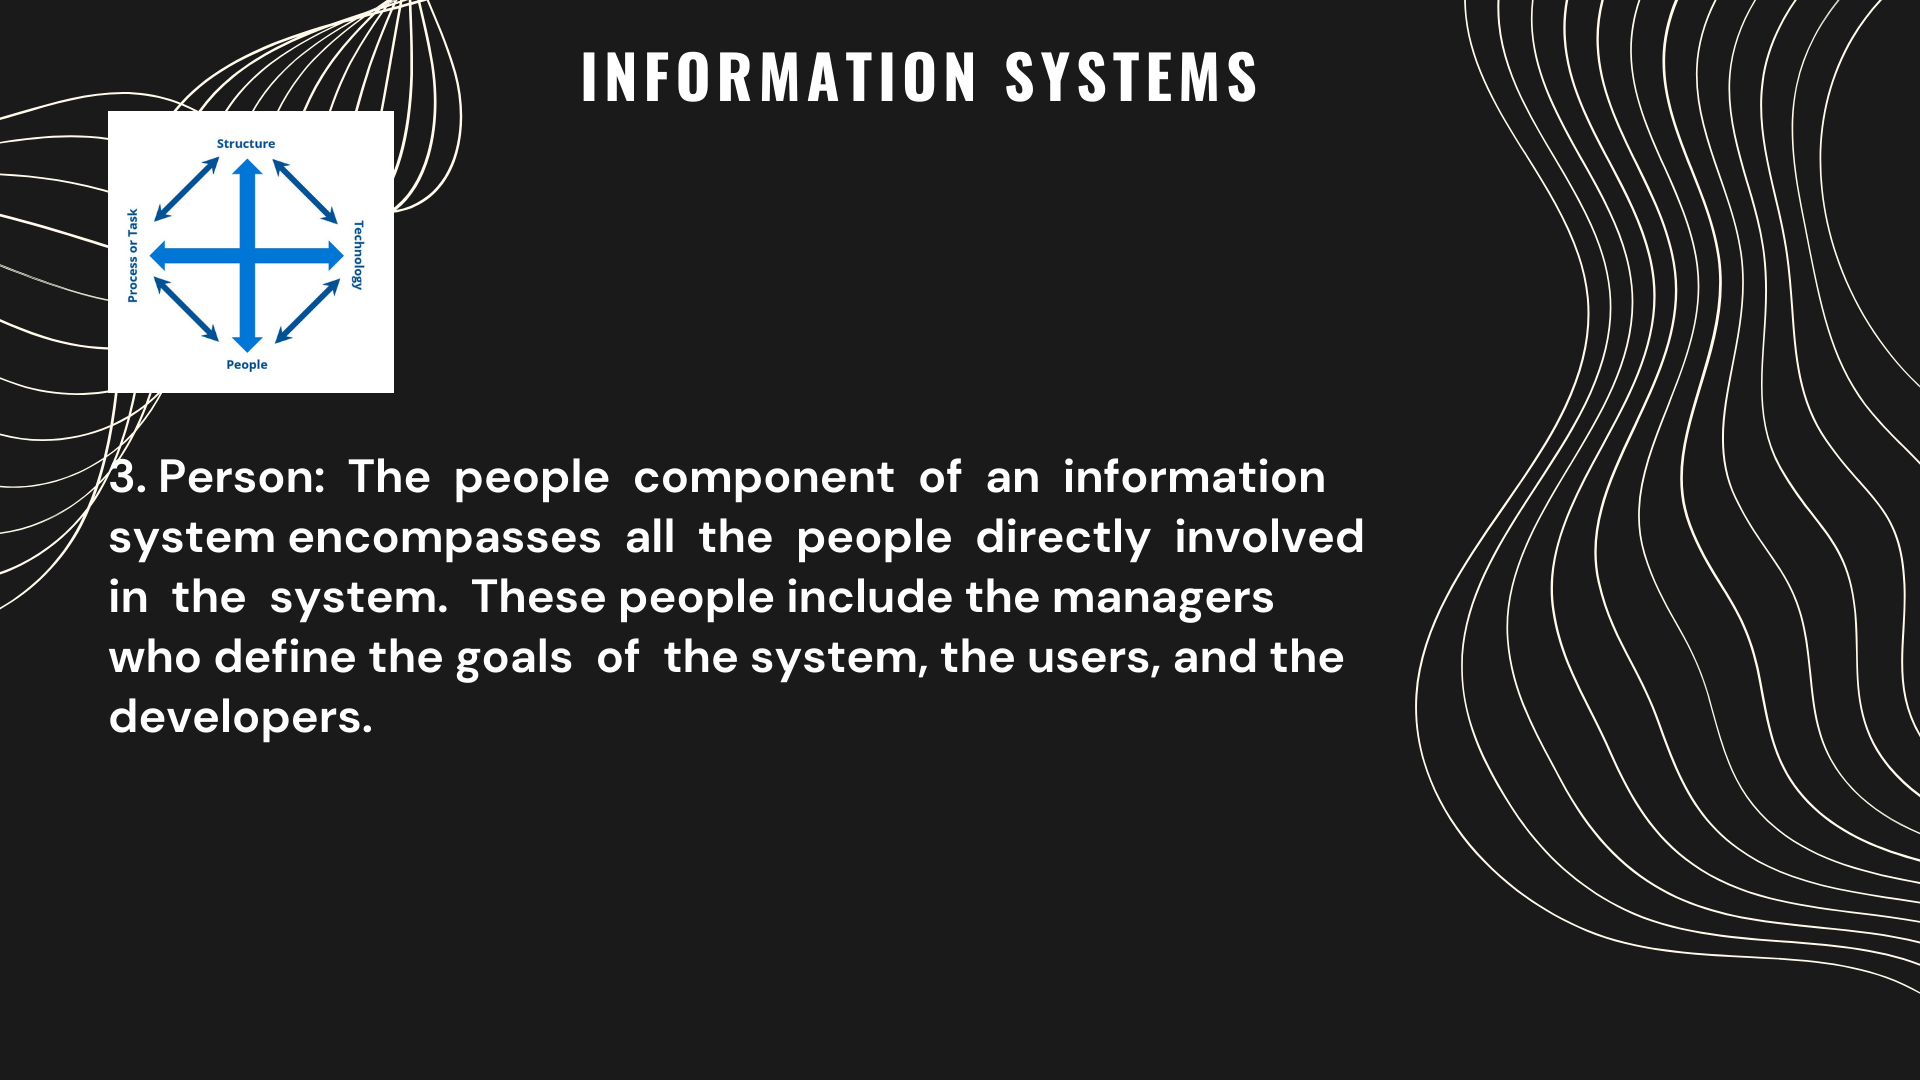 INFORMATION SYSTEMS
Structure
Process or Task
Technology
People
3. Person: The people component of an information
system encompasses all the people directly involved
in the system. These people include the managers
who define the goals of the system, the users, and the
developers.